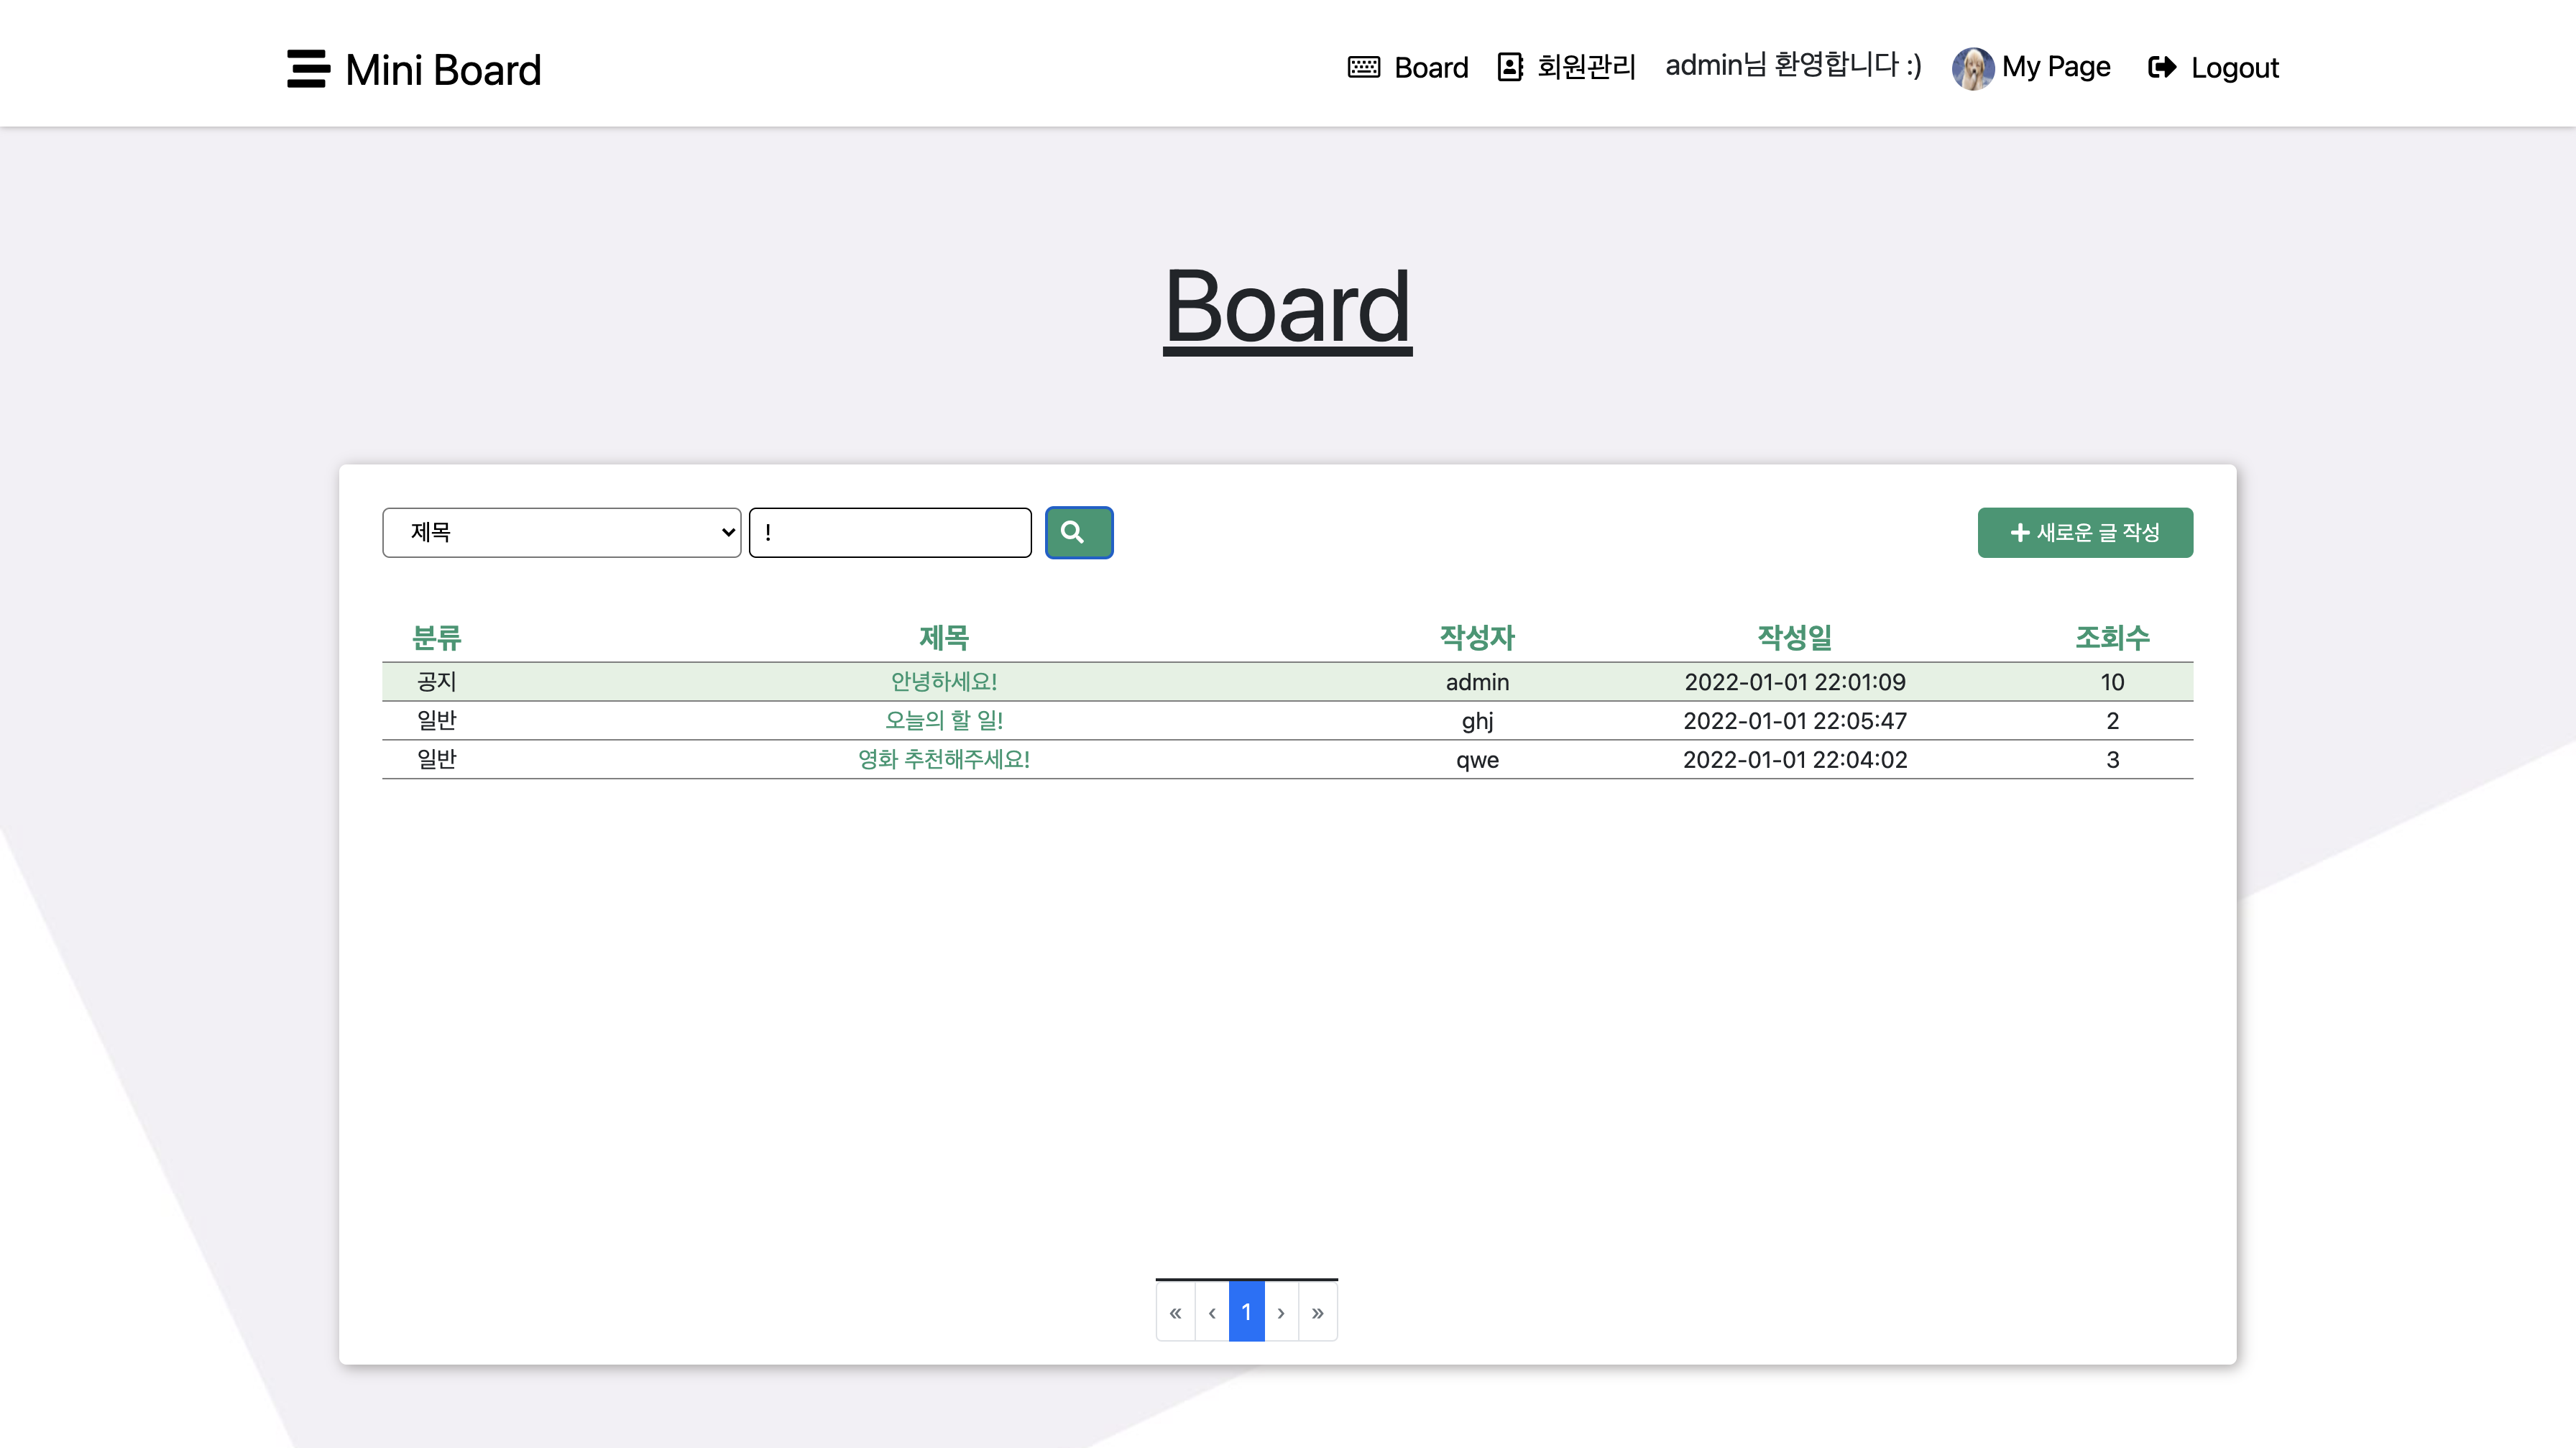 Mini Board
Board 회원관리 admin님 환영합니다 :) My Page Logout
Board
제목 ! 새로운 글 작성
분류 제목 작성자 작성일 조회수
공지 안녕하세요! admin 2022-01-01 22:01:09 10
일반 오늘의 할 일! ghj 2022-01-01 22:05:47 2
일반 영화 추천해주세요! qwe 2022-01-01 22:04:02 3
« ‹ 1 › »